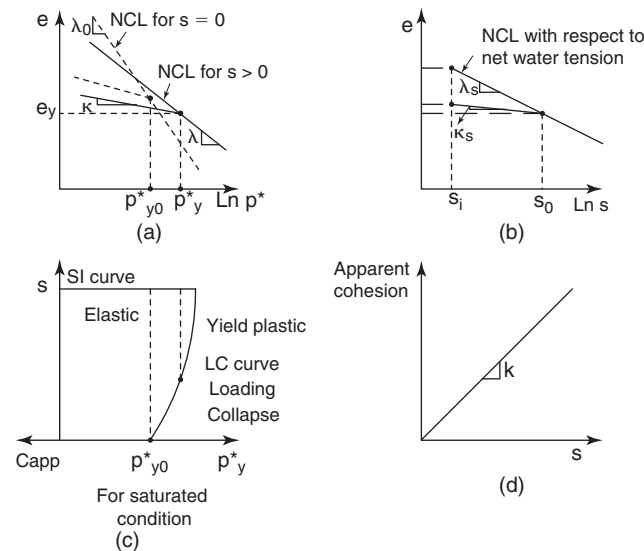 e
λ0
NCL for s = 0
NCL for s > 0
κ
ey
λ
p*y0
p*y
Ln p*
(a)
e
NCL with respect to
net water tension
λs
κs
si
s0
Ln s
(b)
s
SI curve
Elastic
Yield plastic
LC curve
Loading
Collapse
Capp
p*y0
p*y
For saturated
condition
(c)
Apparent
cohesion
k
s
(d)